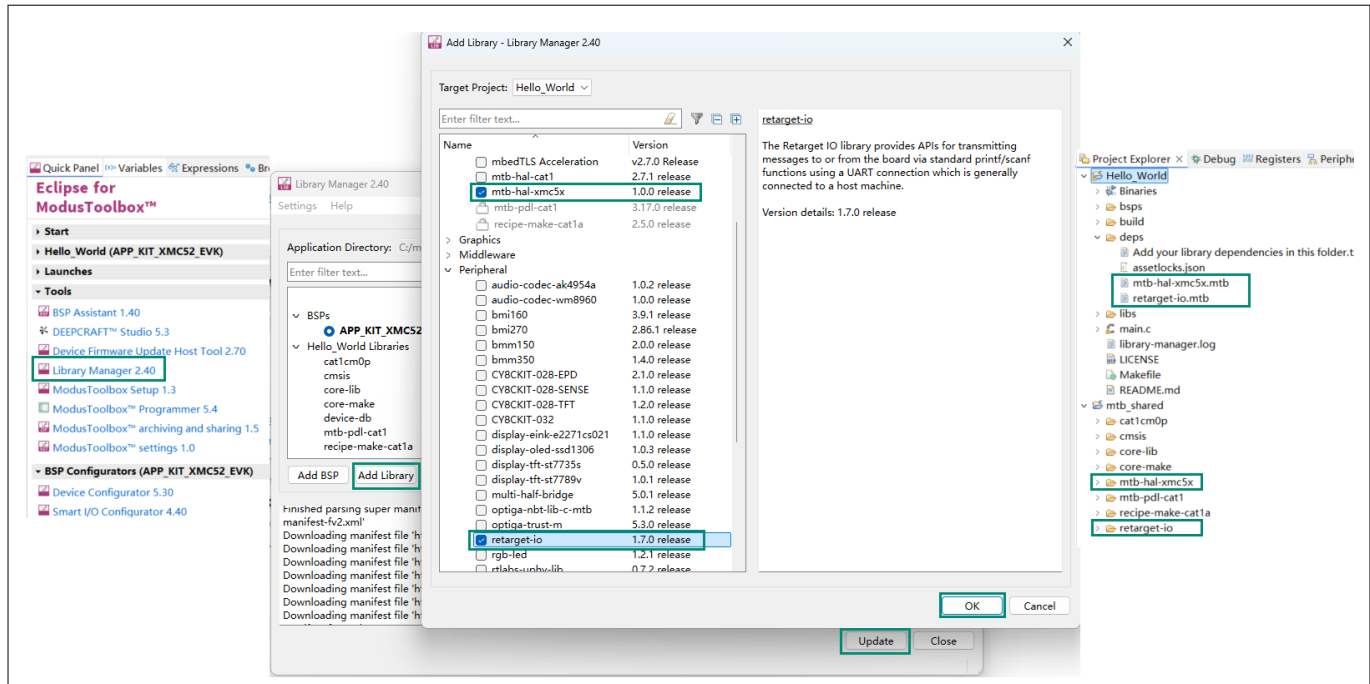 Quick Panel
(x)= Variables
Expressions
Eclipse for
ModusToolbox™
Start
Hello_World (APP_KIT_XMC52_EVK)
Launches
Tools
BSP Assistant 1.40
DEEPCRAFT™ Studio 5.3
Device Firmware Update Host Tool 2.70
Library Manager 2.40
ModusToolbox Setup 1.3
ModusToolbox™ Programmer 5.4
ModusToolbox™ archiving and sharing 1.5
ModusToolbox™ settings 1.0
BSP Configurators (APP_KIT_XMC52_EVK)
Device Configurator 5.30
Smart I/O Configurator 4.40
Library Manager 2.40
Settings Help
Application Directory: C:/m
Enter filter text...
BSPs
APP_KIT_XMC52
Hello_World Libraries
cat1cm0p
cmsis
core-lib
core-make
device-db
mtb-pdl-cat1
recipe-make-cat1a
Add BSP
Add Library
Finished parsing super manif
manifest-fv2.xml'
Downloading manifest file 'h
Downloading manifest file 'h
Downloading manifest file 'h
Downloading manifest file 'h
Downloading manifest file 'h
Downloading manifest file 'h
Downloading manifest file 'h
Update
Close
Add Library - Library Manager 2.40
Target Project: Hello_World
Enter filter text...
Name Version
mbedTLS Acceleration v2.7.0 Release
mtb-hal-cat1 2.7.1 release
mtb-hal-xmc5x 1.0.0 release
mtb-pdl-cat1 3.17.0 release
recipe-make-cat1a 2.5.0 release
Graphics
Middleware
Peripheral
audio-codec-ak4954a 1.0.2 release
audio-codec-wm8960 1.0.0 release
bmi160 3.9.1 release
bmi270 2.86.1 release
bmm150 2.0.0 release
bmm350 1.4.0 release
CY8CKIT-028-EPD 2.1.0 release
CY8CKIT-028-SENSE 1.1.0 release
CY8CKIT-028-TFT 1.2.0 release
CY8CKIT-032 1.1.0 release
display-eink-e2271cs021 1.1.0 release
display-oled-ssd1306 1.0.3 release
display-tft-st7735s 0.5.0 release
display-tft-st7789v 1.0.1 release
multi-half-bridge 5.0.1 release
optiga-nbt-lib-c-mtb 1.1.2 release
optiga-trust-m 5.3.0 release
retarget-io 1.7.0 release
rgb-led 1.2.1 release
rtlabs-uphy-lib 0.7.2 release
retarget-io
The Retarget IO library provides APIs for transmitting
messages to or from the board via standard printf/scanf
functions using a UART connection which is generally
connected to a host machine.
Version details: 1.7.0 release
OK
Cancel
Project Explorer
Debug
Registers
Periphe
Hello_World
Binaries
bsps
build
deps
Add your library dependencies in this folder.t
assetlocks.json
mtb-hal-xmc5x.mtb
retarget-io.mtb
libs
main.c
library-manager.log
LICENSE
Makefile
README.md
mtb_shared
cat1cm0p
cmsis
core-lib
core-make
mtb-hal-xmc5x
mtb-pdl-cat1
recipe-make-cat1a
retarget-io